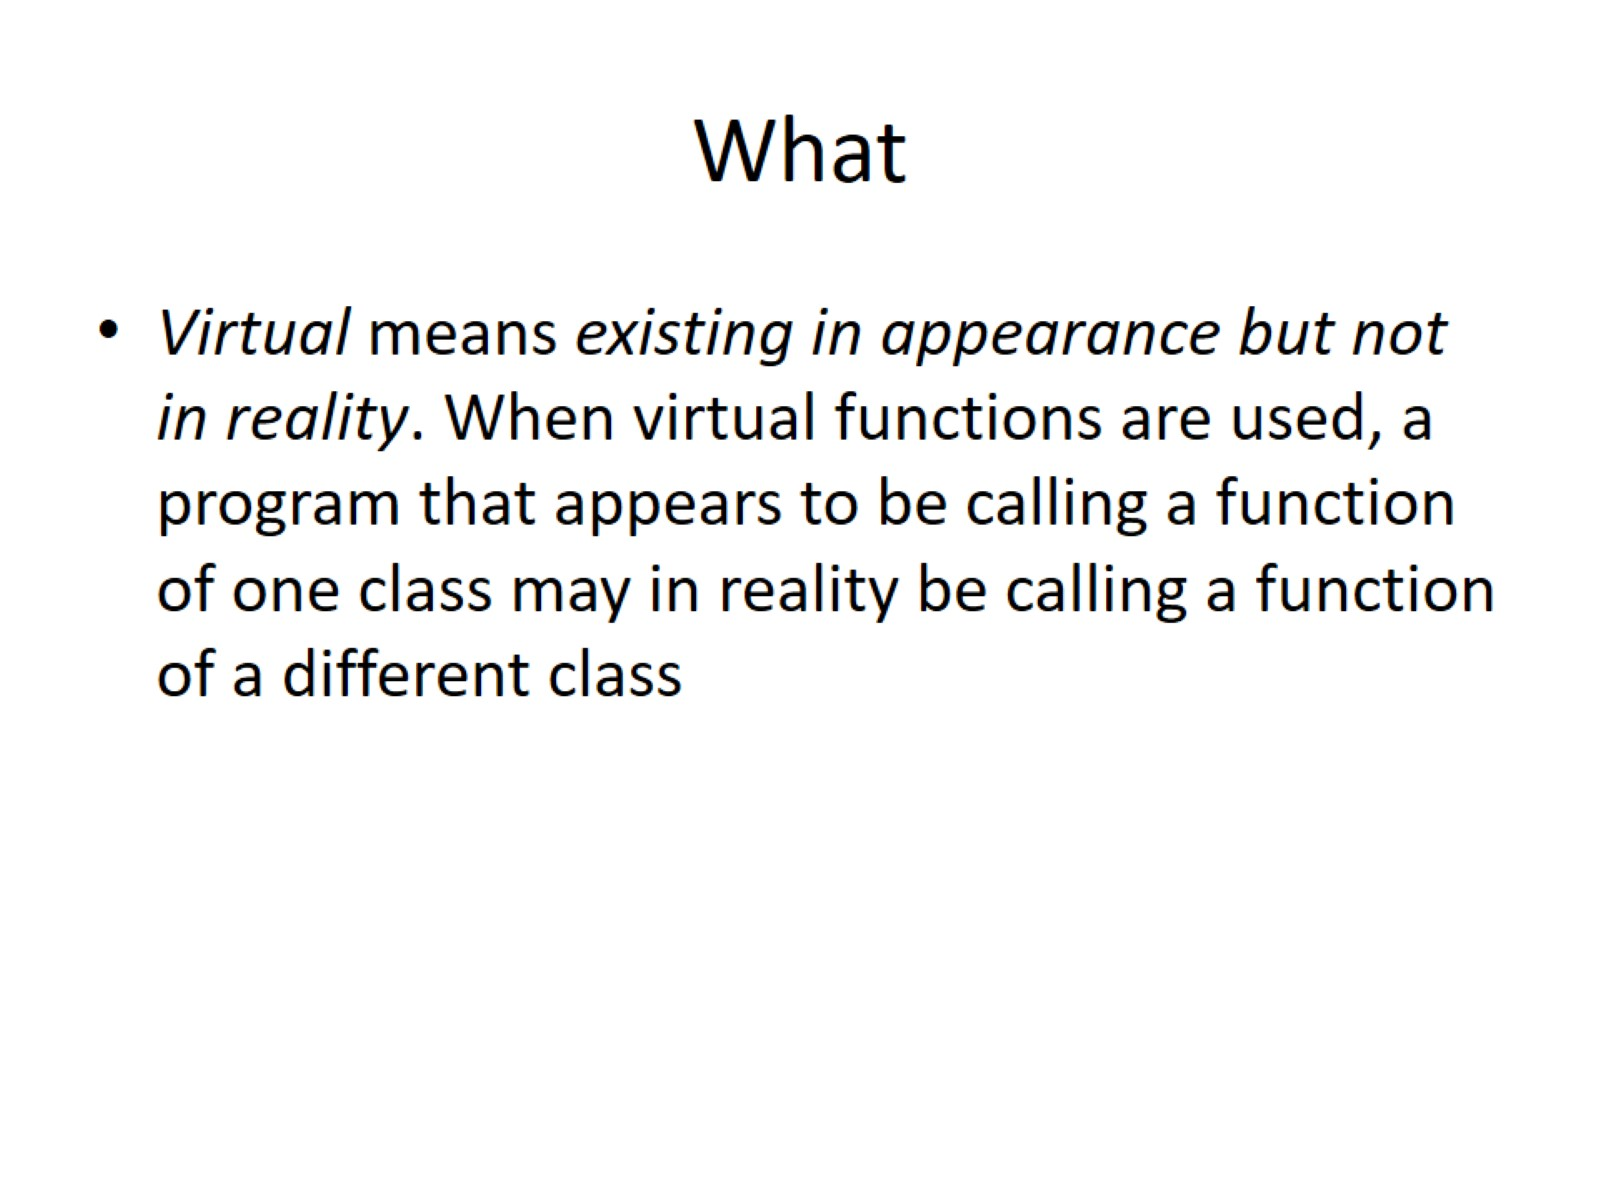 What
• Virtual means existing in appearance but not
in reality. When virtual functions are used, a
program that appears to be calling a function
of one class may in reality be calling a function
of a different class